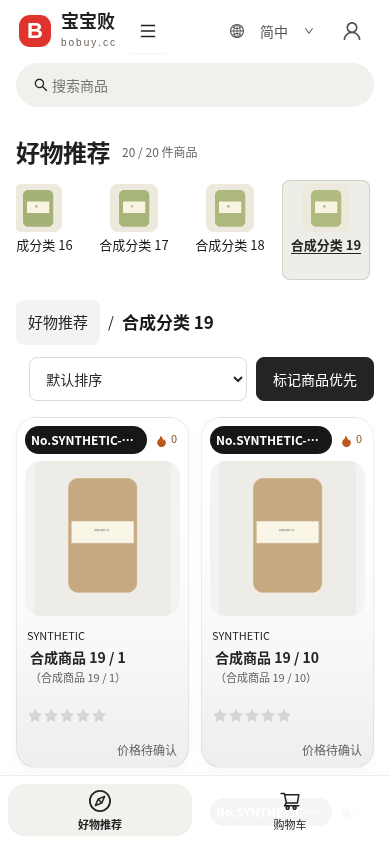 B 宝宝败
bobuy.cc
简中
搜索商品
好物推荐 20 / 20 件商品
成分类 16 合成分类 17 合成分类 18 合成分类 19
好物推荐 / 合成分类 19
默认排序 标记商品优先
No.SYNTHETIC-··· 0 No.SYNTHETIC-··· 0
SYNTHETIC SYNTHETIC
合成商品 19 / 1 合成商品 19 / 10
（合成商品 19 / 1） （合成商品 19 / 10）
价格待确认 价格待确认
No.SYNTHETIC-···
好物推荐 购物车